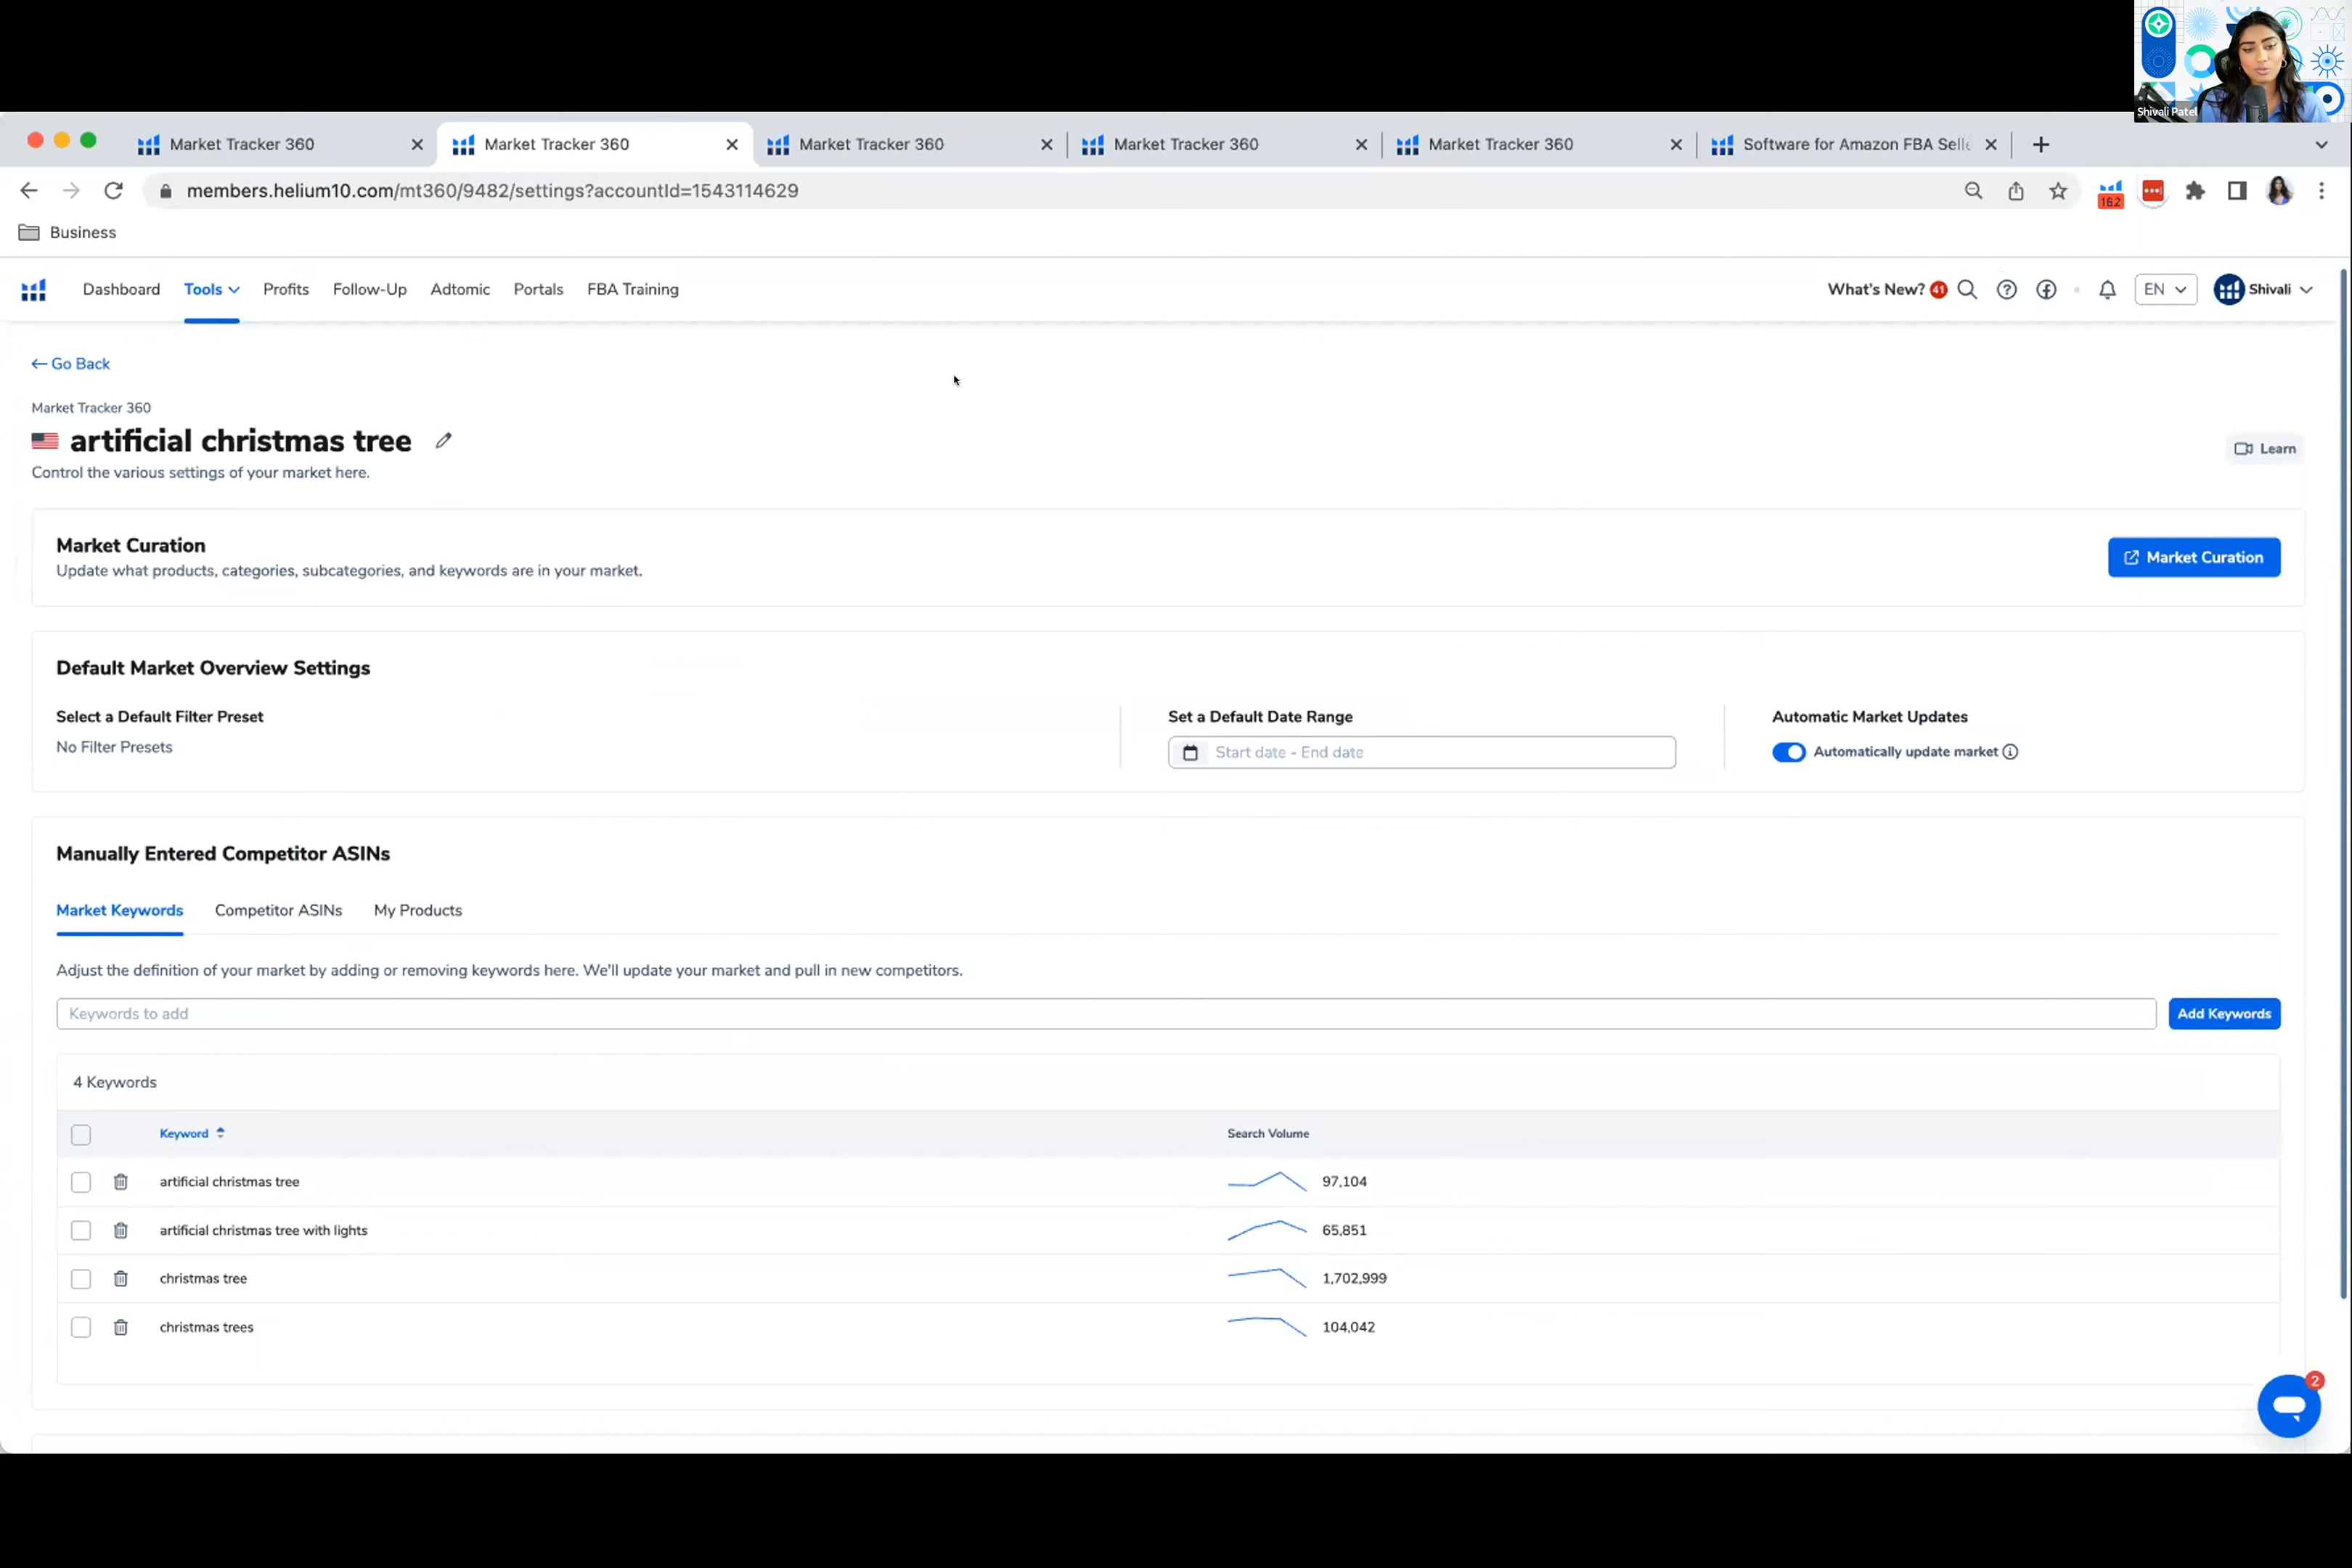 Shivali Patel
Market Tracker 360
Market Tracker 360
Market Tracker 360
Market Tracker 360
Market Tracker 360
Software for Amazon FBA Selle
members.helium10.com/mt360/9482/settings?accountId=1543114629
162
Business
Dashboard
Tools
Profits
Follow-Up
Adtomic
Portals
FBA Training
What's New? 41
EN
Shivali
← Go Back
Market Tracker 360
artificial christmas tree
Control the various settings of your market here.
Learn
Market Curation
Update what products, categories, subcategories, and keywords are in your market.
Market Curation
Default Market Overview Settings
Select a Default Filter Preset
No Filter Presets
Set a Default Date Range
Start date - End date
Automatic Market Updates
Automatically update market
Manually Entered Competitor ASINs
Market Keywords
Competitor ASINs
My Products
Adjust the definition of your market by adding or removing keywords here. We'll update your market and pull in new competitors.
Keywords to add
Add Keywords
4 Keywords
Keyword
Search Volume
artificial christmas tree
97,104
artificial christmas tree with lights
65,851
christmas tree
1,702,999
christmas trees
104,042
2